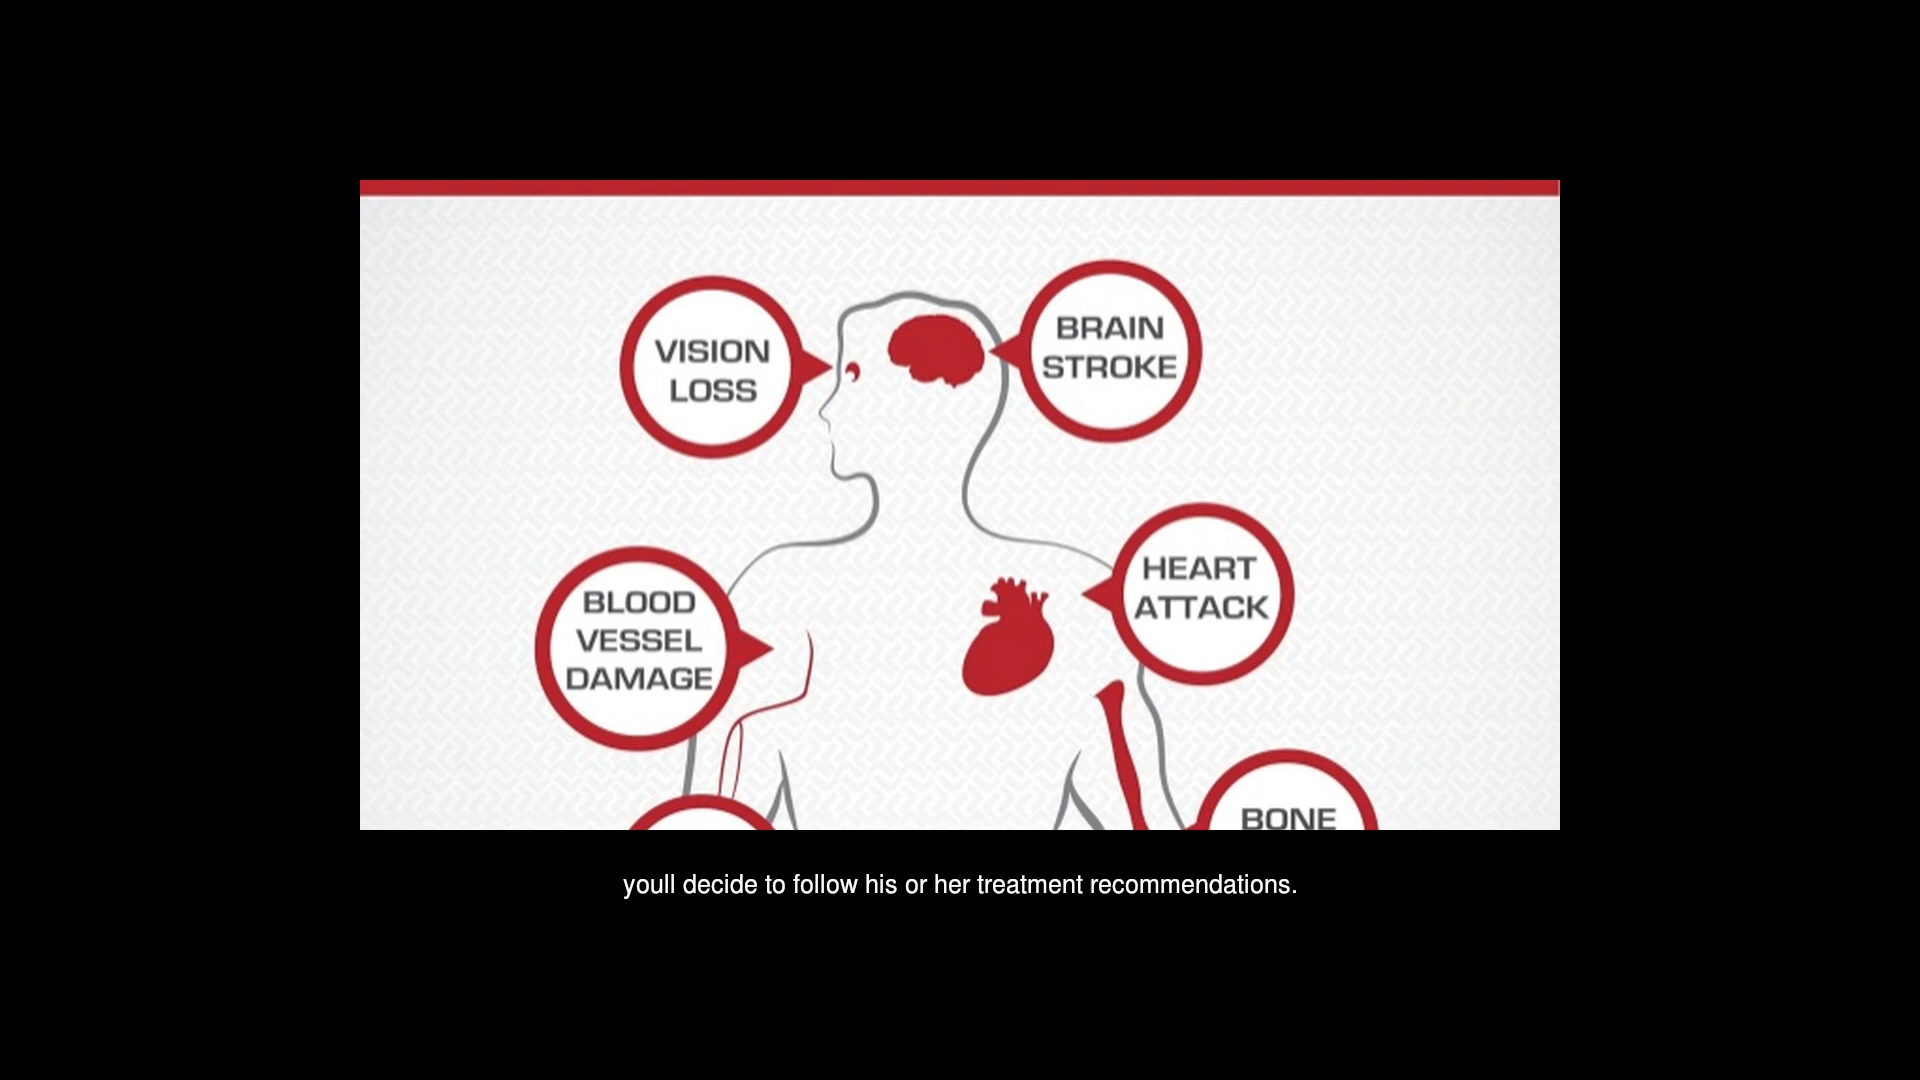 VISION
LOSS
BRAIN
STROKE
HEART
ATTACK
BLOOD
VESSEL
DAMAGE
BONE
youll decide to follow his or her treatment recommendations.